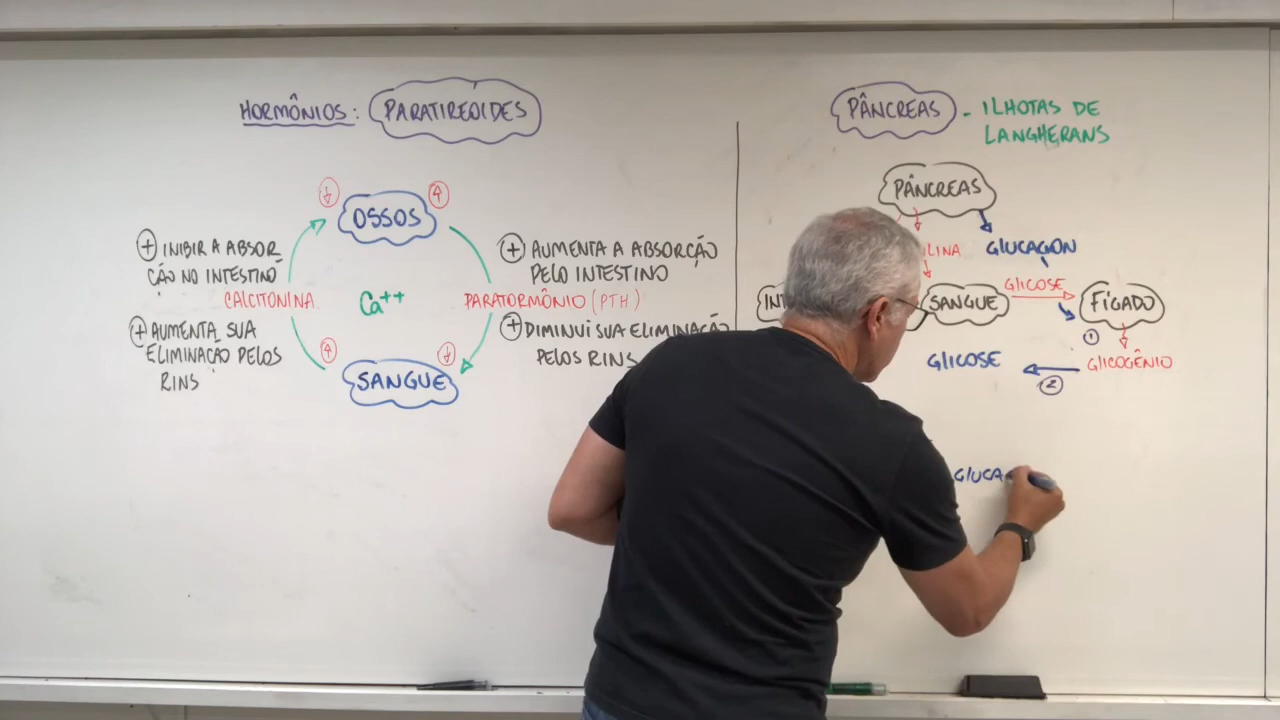 HORMÔNIOS: PARATIREOIDES
OSSOS
+ INIBIR A ABSOR
ÇÃO NO INTESTINO
CALCITONINA
+ AUMENTA SUA
ELIMINAÇÃO PELOS
RINS
Ca++
+ AUMENTA A ABSORÇÃO
PELO INTESTINO
PARATORMÔNIO (PTH)
+ DIMINUI SUA ELIMINAÇÃO
PELOS RINS
SANGUE
PÂNCREAS - ILHOTAS DE
LANGHERANS
PÂNCREAS
LINA GLUCAGON
INT
SANGUE
GLICOSE
FÍGADO
1
GLICOSE
2
GLICOGÊNIO
GLUCA